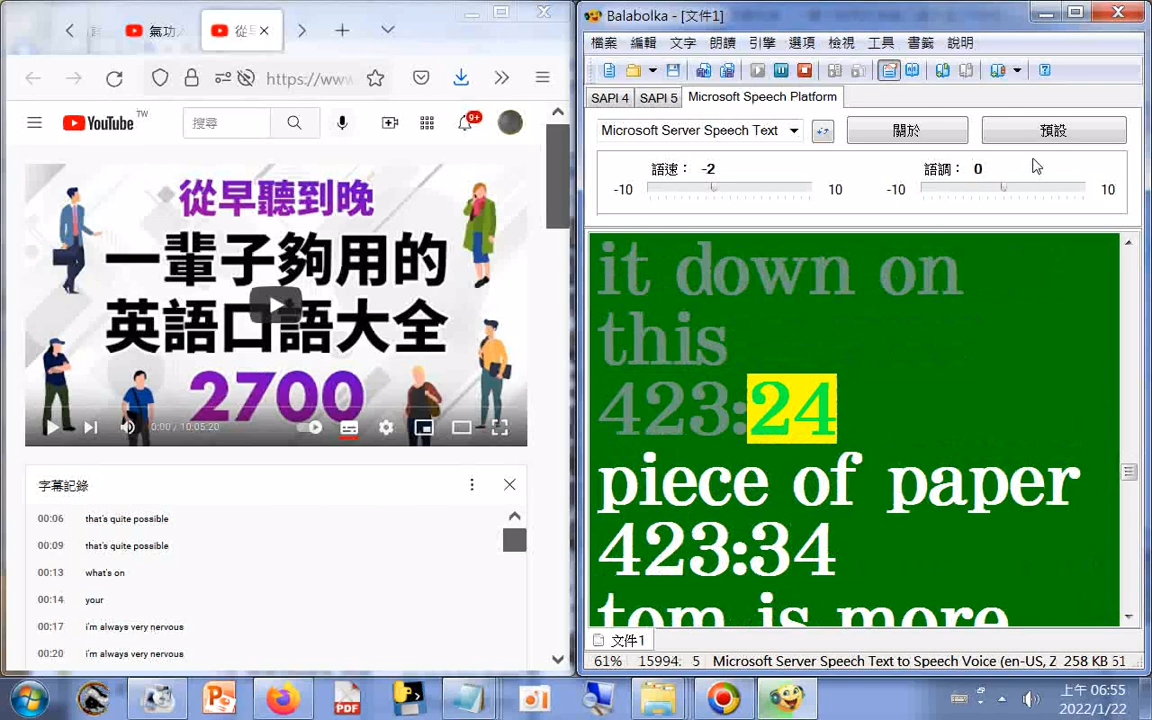 氣功
從
https://www
YouTube TW
搜尋
9+
從早聽到晚
一輩子夠用的
英語口語大全
2700
0:00 / 10:05:20
字幕記錄
00:06 that's quite possible
00:09 that's quite possible
00:13 what's on
00:14 your
00:17 i'm always very nervous
00:20 i'm always very nervous
Balabolka - [文件1]
檔案 編輯 文字 朗讀 引擎 選項 檢視 工具 書籤 說明
SAPI 4 SAPI 5 Microsoft Speech Platform
Microsoft Server Speech Text 關於 預設
語速： -2 語調： 0
-10 10 -10 10
it down on
this
423:24
piece of paper
423:34
tom is more
文件1
61% 15994: 5 Microsoft Server Speech Text to Speech Voice (en-US, Z 258 KB 51
PDF
上午 06:55
2022/1/22